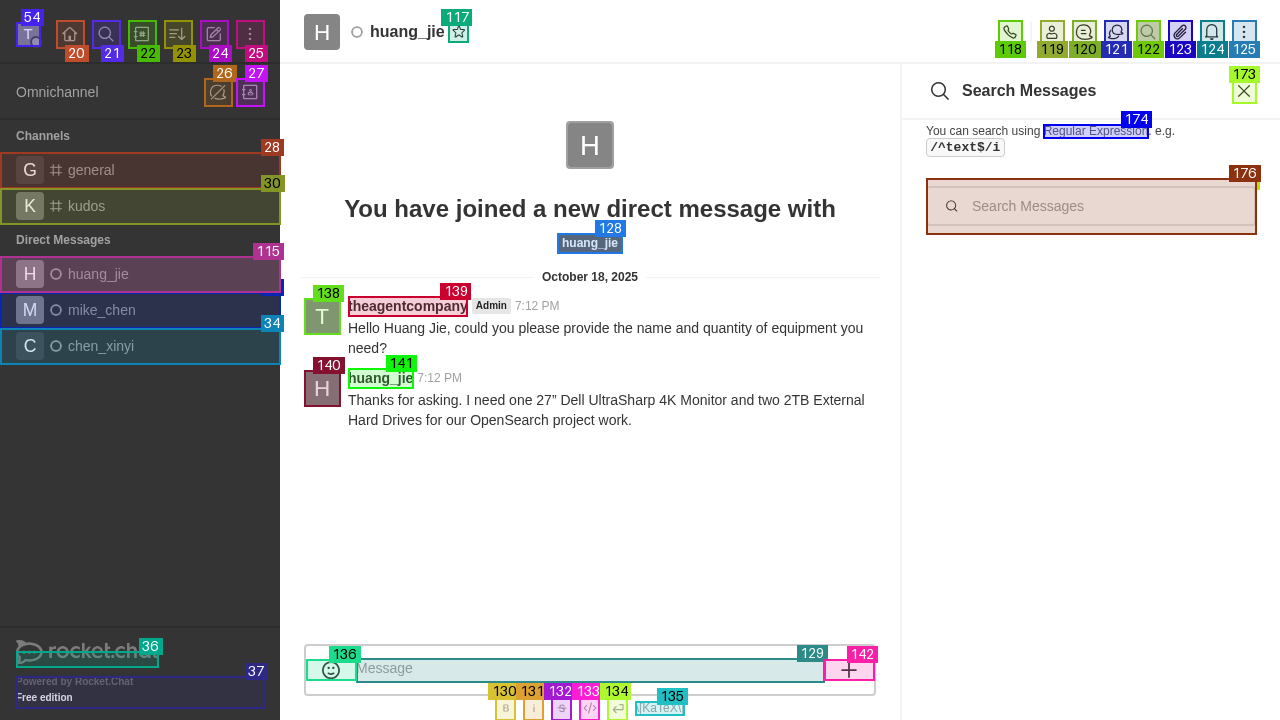 54
T
20
21
22
23
24
25
26
27
Omnichannel
Channels
28
G general
30
K kudos
Direct Messages
115
H huang_jie
M mike_chen
34
C chen_xinyi
36
rocket.chat
37
Powered by Rocket.Chat
Free edition
117
H huang_jie
118
119
120
121
122
123
124
125
H
You have joined a new direct message with
128
huang_jie
October 18, 2025
138
139
T theagentcompany Admin 7:12 PM
Hello Huang Jie, could you please provide the name and quantity of equipment you
need?
140
141
H huang_jie 7:12 PM
Thanks for asking. I need one 27” Dell UltraSharp 4K Monitor and two 2TB External
Hard Drives for our OpenSearch project work.
136
129
142
Message
130
131
132
133
134
135
B i S </> \[KaTeX\]
173
Search Messages
174
You can search using Regular Expression. e.g.
/^text$/i
176
Search Messages